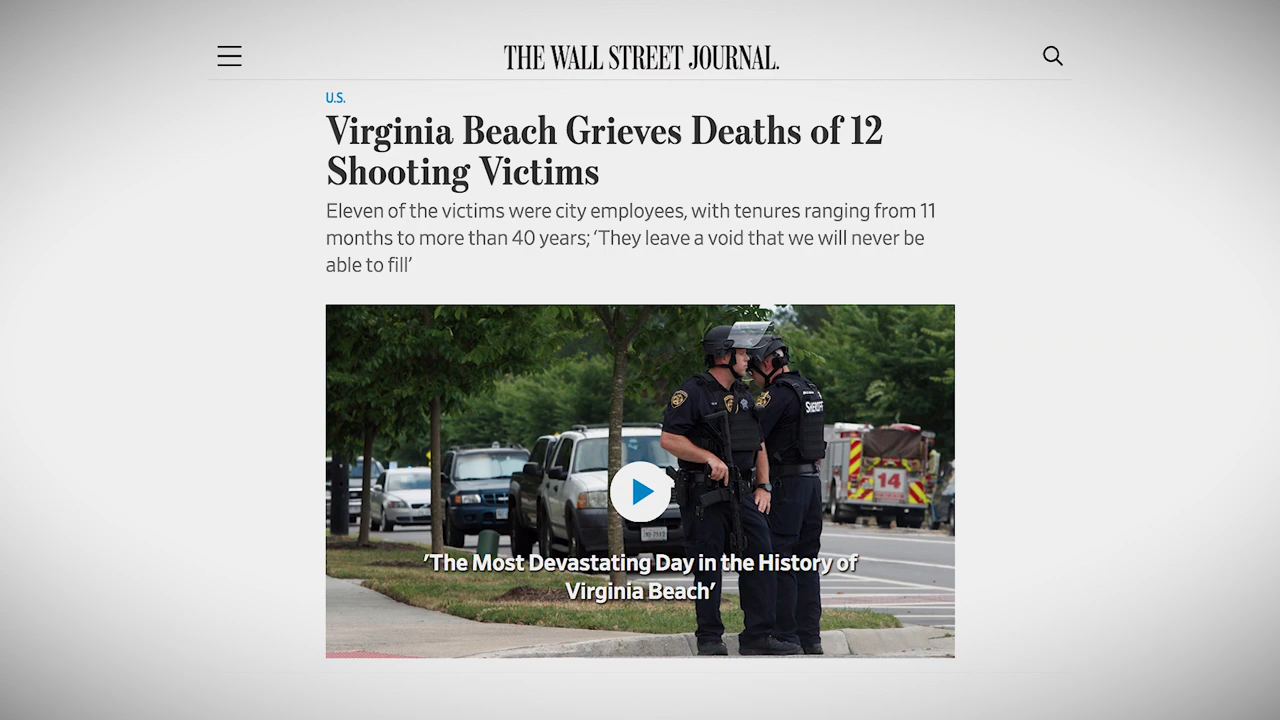 THE WALL STREET JOURNAL.
U.S.
Virginia Beach Grieves Deaths of 12
Shooting Victims
Eleven of the victims were city employees, with tenures ranging from 11
months to more than 40 years; ‘They leave a void that we will never be
able to fill’
SHERIFF
14
'The Most Devastating Day in the History of
Virginia Beach'